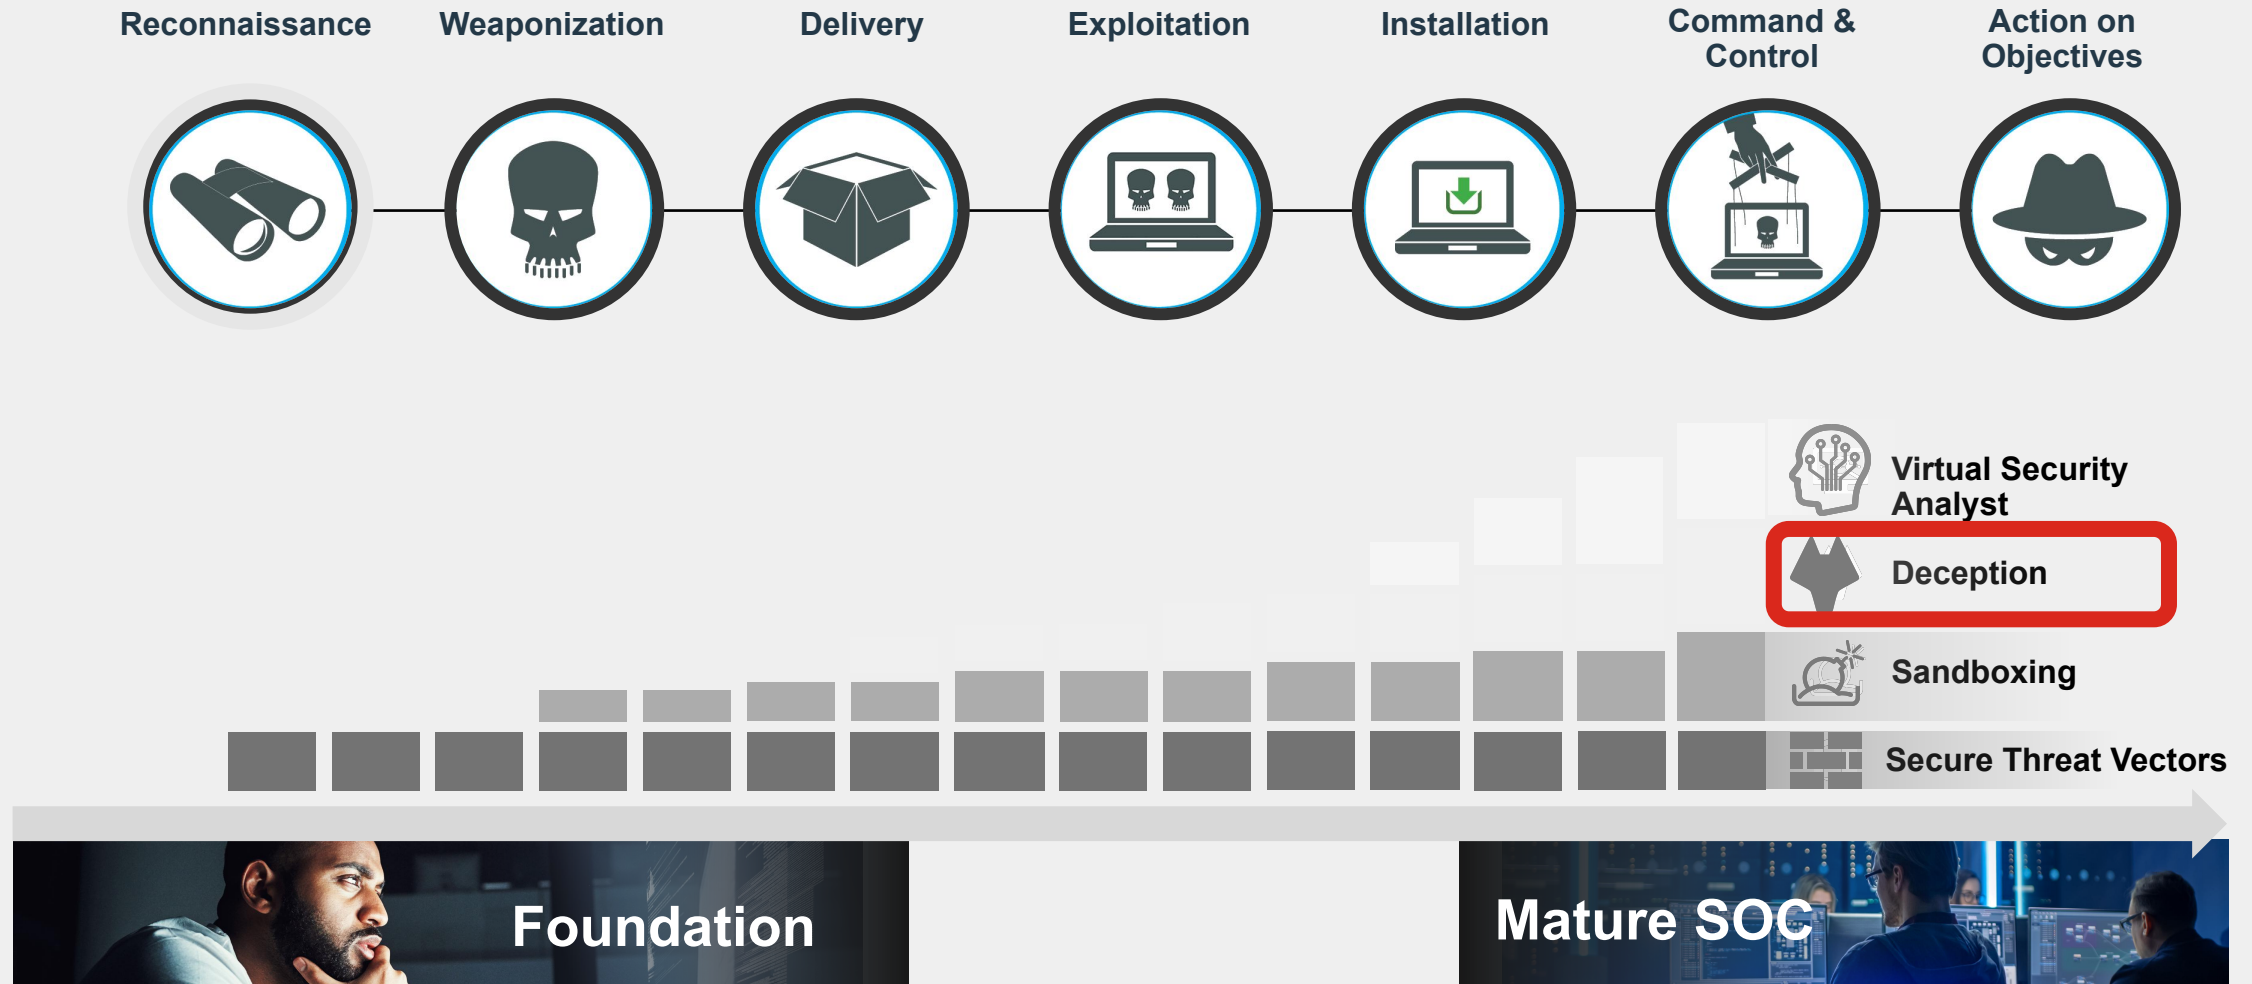 Reconnaissance
Weaponization
Delivery
Exploitation
Installation
Command &
Control
Action on
Objectives
Virtual Security
Analyst
Deception
Sandboxing
Secure Threat Vectors
Foundation
Mature SOC